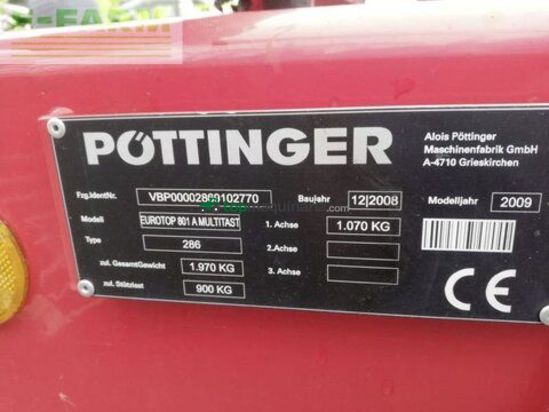 E-FARM
PÖTTINGER
Alois Pöttinger
Maschinenfabrik GmbH
A-4710 Grieskirchen
Fzg.IdentNr. VBP00002869102770 Baujahr 12|2008 Modelljahr 2009
Modell EUROTOP 801 A MULTITAST 1. Achse 1.070 KG
Type 286 2.Achse
zul. GesamtGewicht 1.970 KG 3. Achse
zul. Stützlast 900 KG
CE